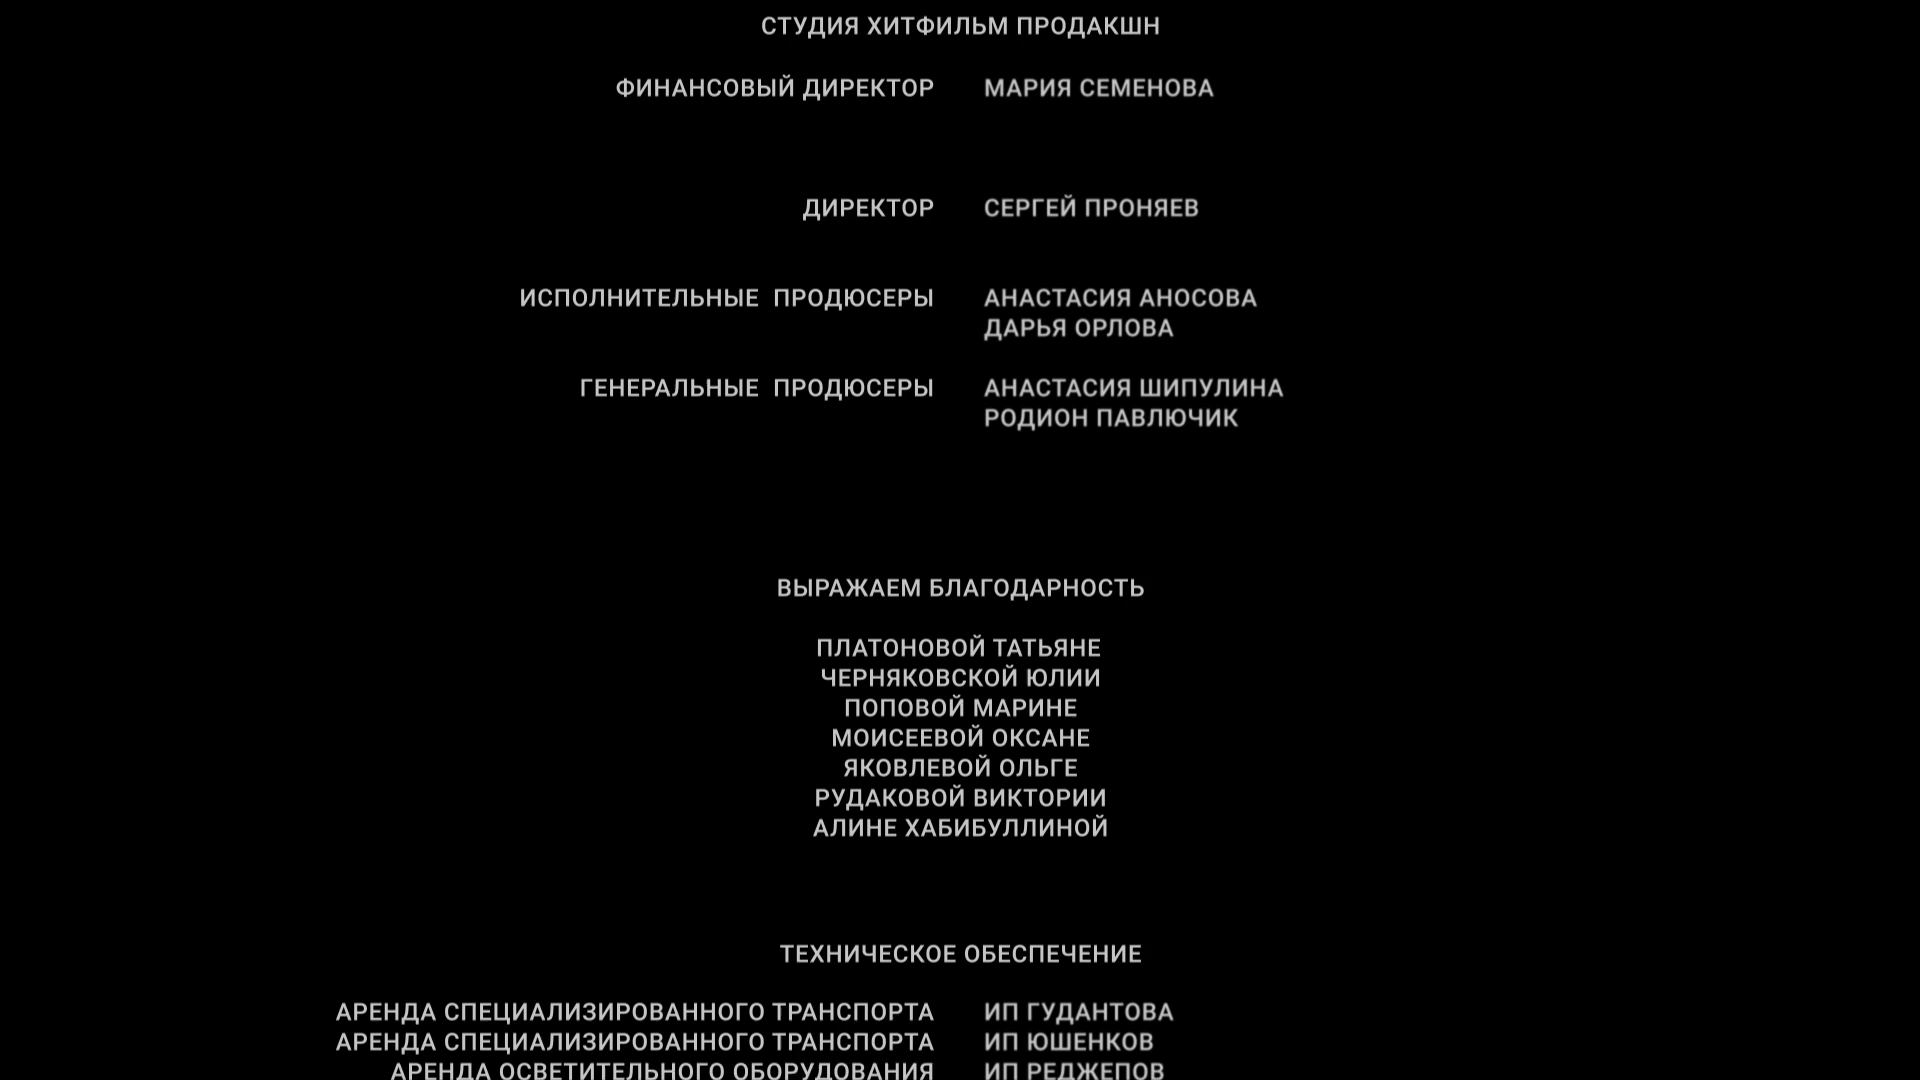 СТУДИЯ ХИТФИЛЬМ ПРОДАКШН
ФИНАНСОВЫЙ ДИРЕКТОР МАРИЯ СЕМЕНОВА
ДИРЕКТОР СЕРГЕЙ ПРОНЯЕВ
ИСПОЛНИТЕЛЬНЫЕ ПРОДЮСЕРЫ АНАСТАСИЯ АНОСОВА
ДАРЬЯ ОРЛОВА
ГЕНЕРАЛЬНЫЕ ПРОДЮСЕРЫ АНАСТАСИЯ ШИПУЛИНА
РОДИОН ПАВЛЮЧИК
ВЫРАЖАЕМ БЛАГОДАРНОСТЬ
ПЛАТОНОВОЙ ТАТЬЯНЕ
ЧЕРНЯКОВСКОЙ ЮЛИИ
ПОПОВОЙ МАРИНЕ
МОИСЕЕВОЙ ОКСАНЕ
ЯКОВЛЕВОЙ ОЛЬГЕ
РУДАКОВОЙ ВИКТОРИИ
АЛИНЕ ХАБИБУЛЛИНОЙ
ТЕХНИЧЕСКОЕ ОБЕСПЕЧЕНИЕ
АРЕНДА СПЕЦИАЛИЗИРОВАННОГО ТРАНСПОРТА ИП ГУДАНТОВА
АРЕНДА СПЕЦИАЛИЗИРОВАННОГО ТРАНСПОРТА ИП ЮШЕНКОВ
АРЕНДА ОСВЕТИТЕЛЬНОГО ОБОРУДОВАНИЯ ИП РЕДЖЕПОВ